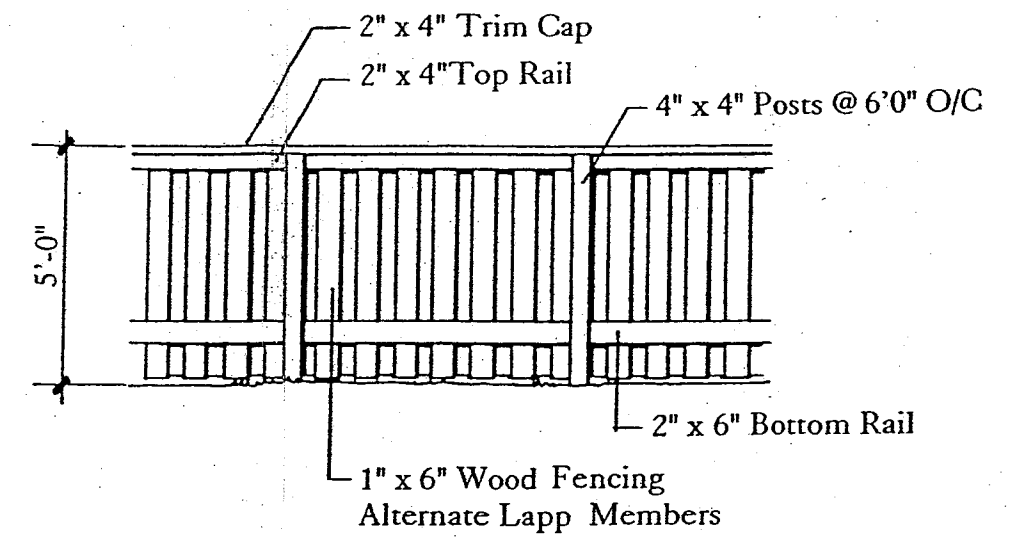 2" x 4" Trim Cap
2" x 4"Top Rail
4" x 4" Posts @ 6'0" O/C
5'-0"
2" x 6" Bottom Rail
1" x 6" Wood Fencing
Alternate Lapp Members